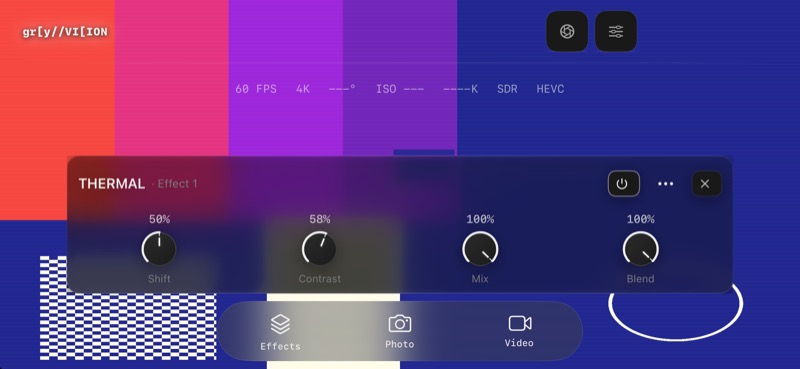 gr[y//VI[ION
60 FPS 4K ———° ISO ——— ————K SDR HEVC
THERMAL · Effect 1
50% 58% 100% 100%
Shift Contrast Mix Blend
Effects Photo Video